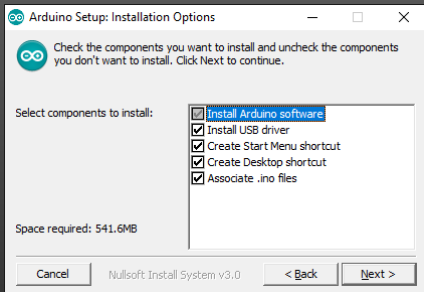 Arduino Setup: Installation Options
Check the components you want to install and uncheck the components
you don't want to install. Click Next to continue.
Select components to install:
Install Arduino software
Install USB driver
Create Start Menu shortcut
Create Desktop shortcut
Associate .ino files
Space required: 541.6MB
Cancel
Nullsoft Install System v3.0
< Back
Next >